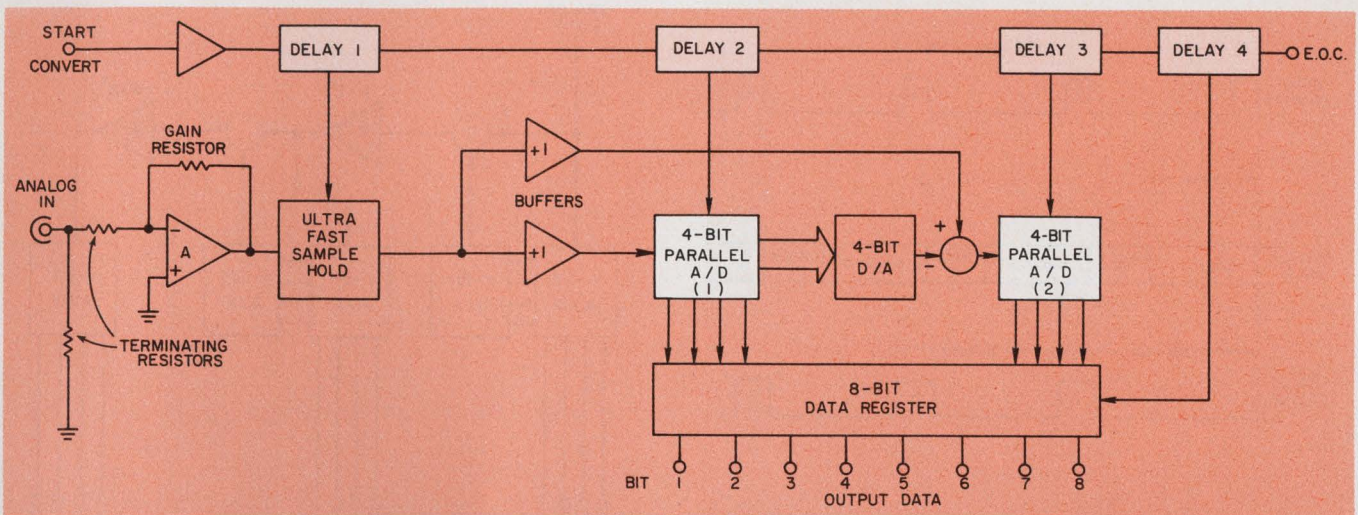 START
CONVERT
DELAY 1
DELAY 2
DELAY 3
DELAY 4
E.O.C.
GAIN
RESISTOR
ANALOG
IN
-
A
+
TERMINATING
RESISTORS
ULTRA
FAST
SAMPLE
HOLD
+1
BUFFERS
+1
4-BIT
PARALLEL
A/D
(1)
4-BIT
D/A
+
-
4-BIT
PARALLEL
A/D
(2)
8-BIT
DATA REGISTER
BIT 1 2 3 4 5 6 7 8
OUTPUT DATA